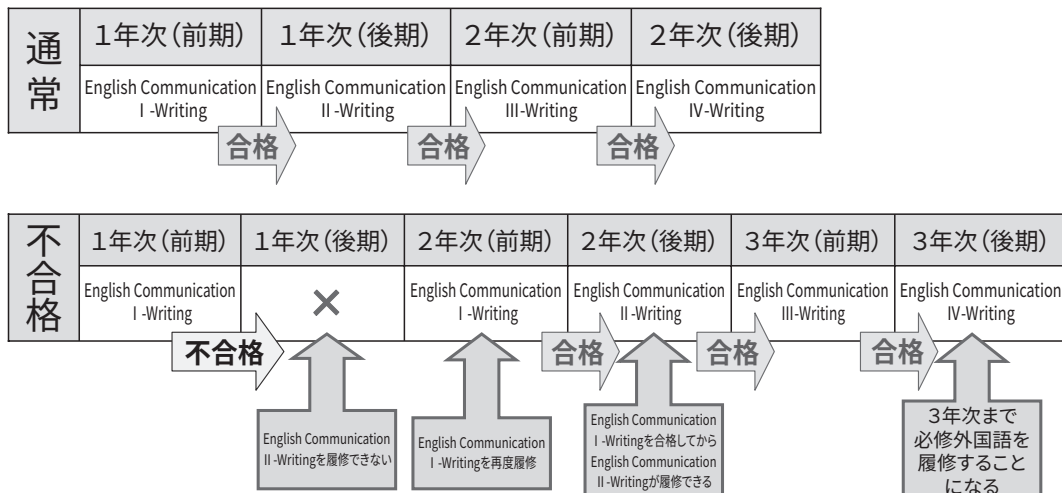 通常
1年次(前期) 1年次(後期) 2年次(前期) 2年次(後期)
English Communication English Communication English Communication English Communication
Ⅰ-Writing Ⅱ-Writing Ⅲ-Writing Ⅳ-Writing
合格 合格 合格
不合格
1年次(前期) 1年次(後期) 2年次(前期) 2年次(後期) 3年次(前期) 3年次(後期)
English Communication × English Communication English Communication English Communication English Communication
Ⅰ-Writing Ⅰ-Writing Ⅱ-Writing Ⅲ-Writing Ⅳ-Writing
不合格 合格 合格 合格
English Communication
Ⅱ-Writingを履修できない
English Communication
Ⅰ-Writingを再度履修
English Communication
Ⅰ-Writingを合格してから
English Communication
Ⅱ-Writingが履修できる
3年次まで
必修外国語を
履修すること
になる